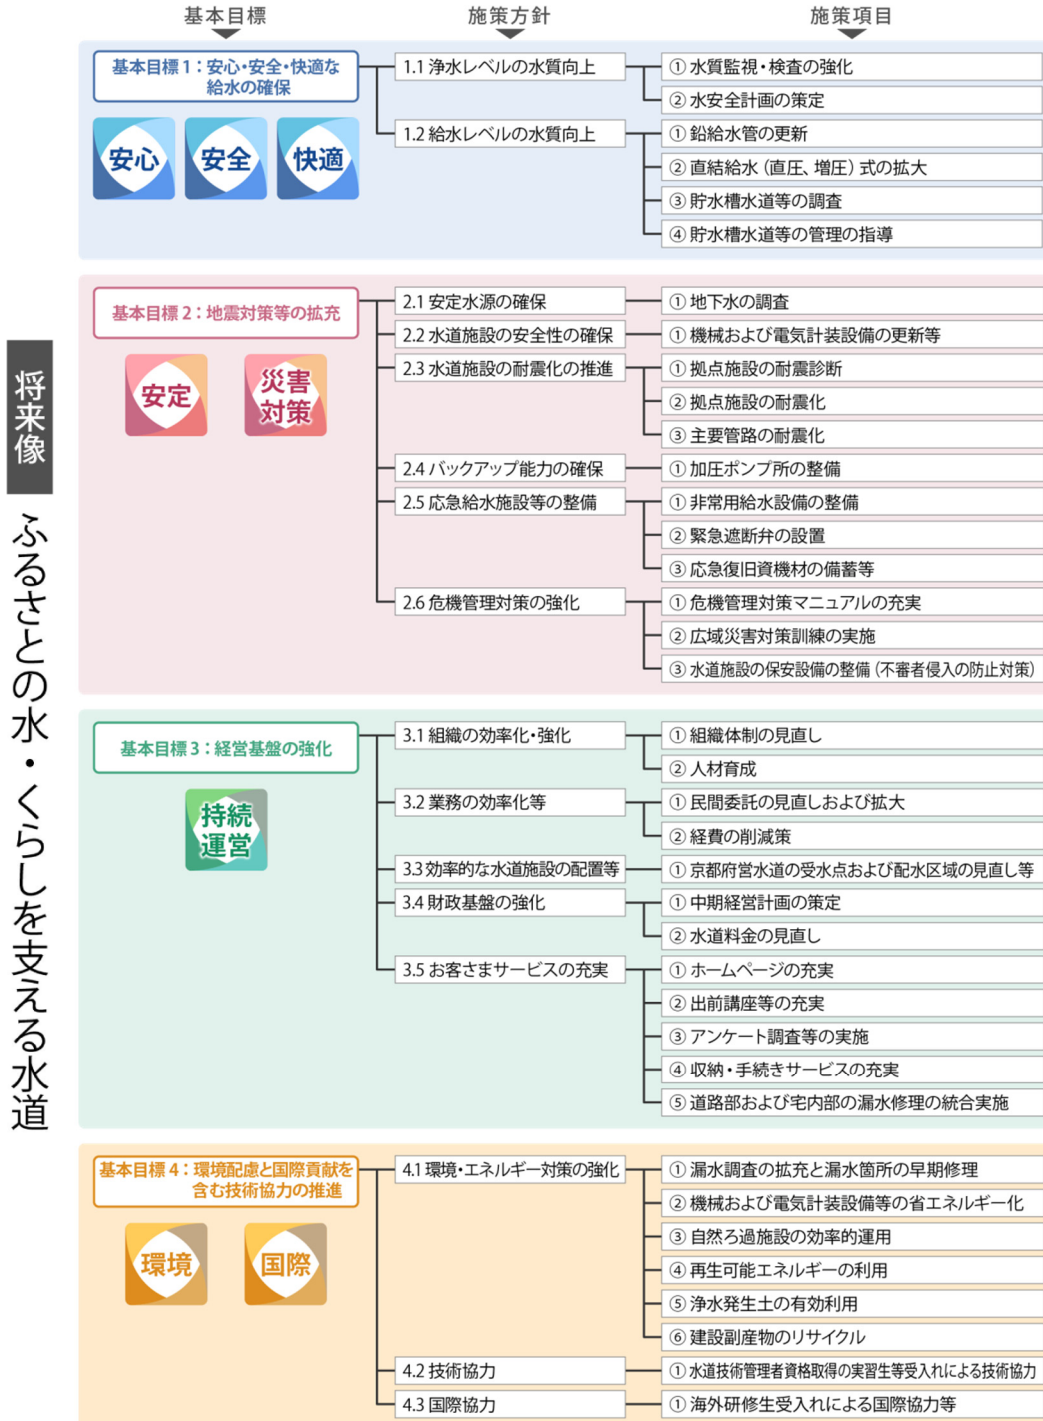 基本目標
施策方針
施策項目
将来像
ふるさとの水・くらしを支える水道
基本目標1：安心・安全・快適な
給水の確保
安心
安全
快適
1.1 浄水レベルの水質向上
① 水質監視・検査の強化
② 水安全計画の策定
1.2 給水レベルの水質向上
① 鉛給水管の更新
② 直結給水（直圧、増圧）式の拡大
③ 貯水槽水道等の調査
④ 貯水槽水道等の管理の指導
基本目標2：地震対策等の拡充
安定
災害
対策
2.1 安定水源の確保
① 地下水の調査
2.2 水道施設の安全性の確保
① 機械および電気計装設備の更新等
2.3 水道施設の耐震化の推進
① 拠点施設の耐震診断
② 拠点施設の耐震化
③ 主要管路の耐震化
2.4 バックアップ能力の確保
① 加圧ポンプ所の整備
2.5 応急給水施設等の整備
① 非常用給水設備の整備
② 緊急遮断弁の設置
③ 応急復旧資機材の備蓄等
2.6 危機管理対策の強化
① 危機管理対策マニュアルの充実
② 広域災害対策訓練の実施
③ 水道施設の保安設備の整備（不審者侵入の防止対策）
基本目標3：経営基盤の強化
持続
運営
3.1 組織の効率化・強化
① 組織体制の見直し
② 人材育成
3.2 業務の効率化等
① 民間委託の見直しおよび拡大
② 経費の削減策
3.3 効率的な水道施設の配置等
① 京都府営水道の受水点および配水区域の見直し等
3.4 財政基盤の強化
① 中期経営計画の策定
② 水道料金の見直し
3.5 お客さまサービスの充実
① ホームページの充実
② 出前講座等の充実
③ アンケート調査等の実施
④ 収納・手続きサービスの充実
⑤ 道路部および宅内部の漏水修理の統合実施
基本目標4：環境配慮と国際貢献を
含む技術協力の推進
環境
国際
4.1 環境・エネルギー対策の強化
① 漏水調査の拡充と漏水箇所の早期修理
② 機械および電気計装設備等の省エネルギー化
③ 自然ろ過施設の効率的運用
④ 再生可能エネルギーの利用
⑤ 浄水発生土の有効利用
⑥ 建設副産物のリサイクル
4.2 技術協力
① 水道技術管理者資格取得の実習生等受入れによる技術協力
4.3 国際協力
① 海外研修生受入れによる国際協力等